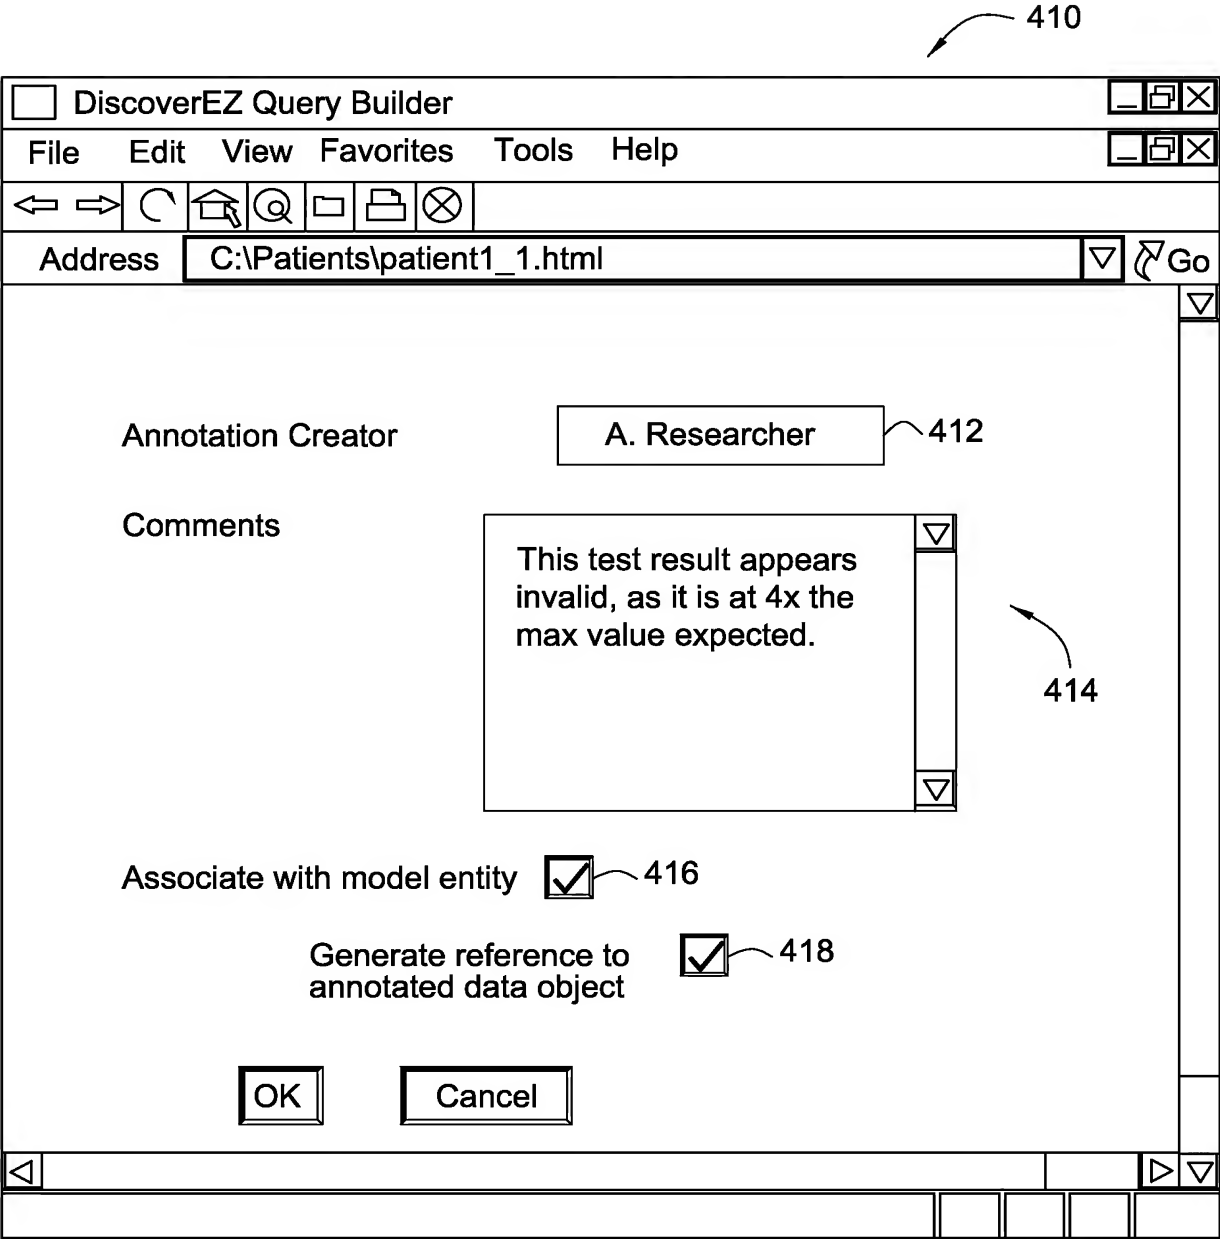 410
DiscoverEZ Query Builder
File Edit View Favorites Tools Help
Address C:\Patients\patient1_1.html Go
Annotation Creator A. Researcher 412
Comments
This test result appears
invalid, as it is at 4x the
max value expected.
414
Associate with model entity 416
Generate reference to
annotated data object
418
OK Cancel